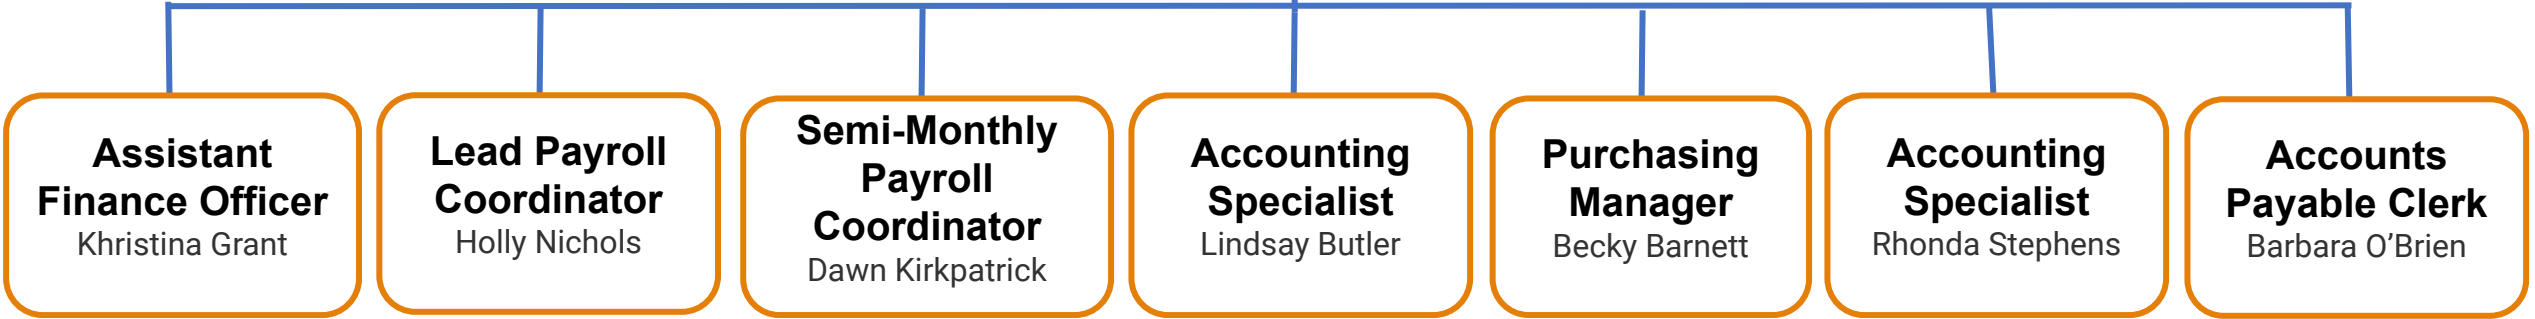 Assistant
Finance Officer
Khristina Grant
Lead Payroll
Coordinator
Holly Nichols
Semi-Monthly
Payroll
Coordinator
Dawn Kirkpatrick
Accounting
Specialist
Lindsay Butler
Purchasing
Manager
Becky Barnett
Accounting
Specialist
Rhonda Stephens
Accounts
Payable Clerk
Barbara O’Brien